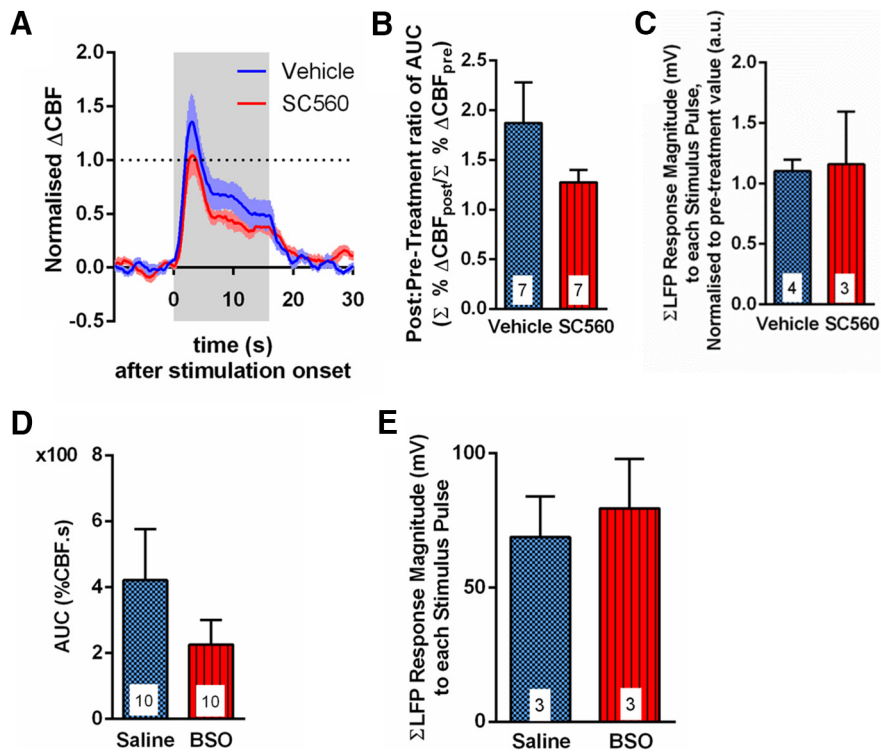 A
Normalised ΔCBF
2.0
1.5
1.0
0.5
0.0
-0.5
Vehicle
SC560
0
10
20
30
time (s)
after stimulation onset
B
Post:Pre-Treatment ratio of AUC
(Σ % ΔCBFpost/Σ % ΔCBFpre)
2.5
2.0
1.5
1.0
0.5
0.0
7
7
Vehicle
SC560
C
ΣLFP Response Magnitude (mV)
to each Stimulus Pulse,
Normalised to pre-treatment value (a.u.)
2.0
1.5
1.0
0.5
0.0
4
3
Vehicle
SC560
D
x100
AUC (%CBF.s)
8
6
4
2
0
10
10
Saline
BSO
E
ΣLFP Response Magnitude (mV)
to each Stimulus Pulse
100
50
0
3
3
Saline
BSO